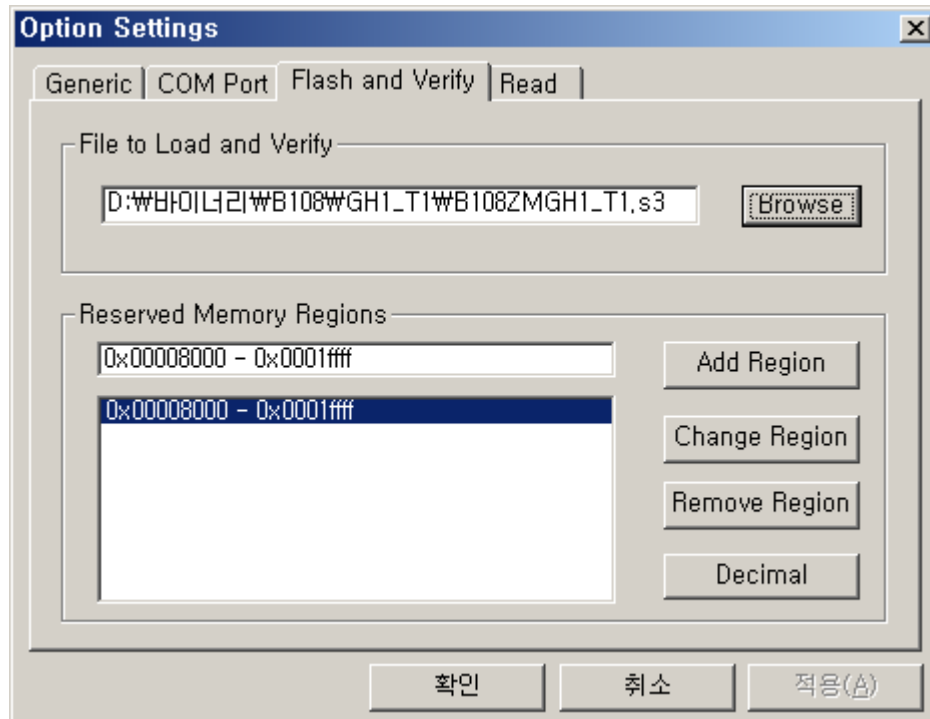 Option Settings
Generic COM Port Flash and Verify Read
File to Load and Verify
D:₩바이너리₩B108₩GH1_T1₩B108ZMGH1_T1.s3
Browse
Reserved Memory Regions
0x00008000 - 0x0001ffff
Add Region
0x00008000 - 0x0001ffff
Change Region
Remove Region
Decimal
확인 취소 적용(A)